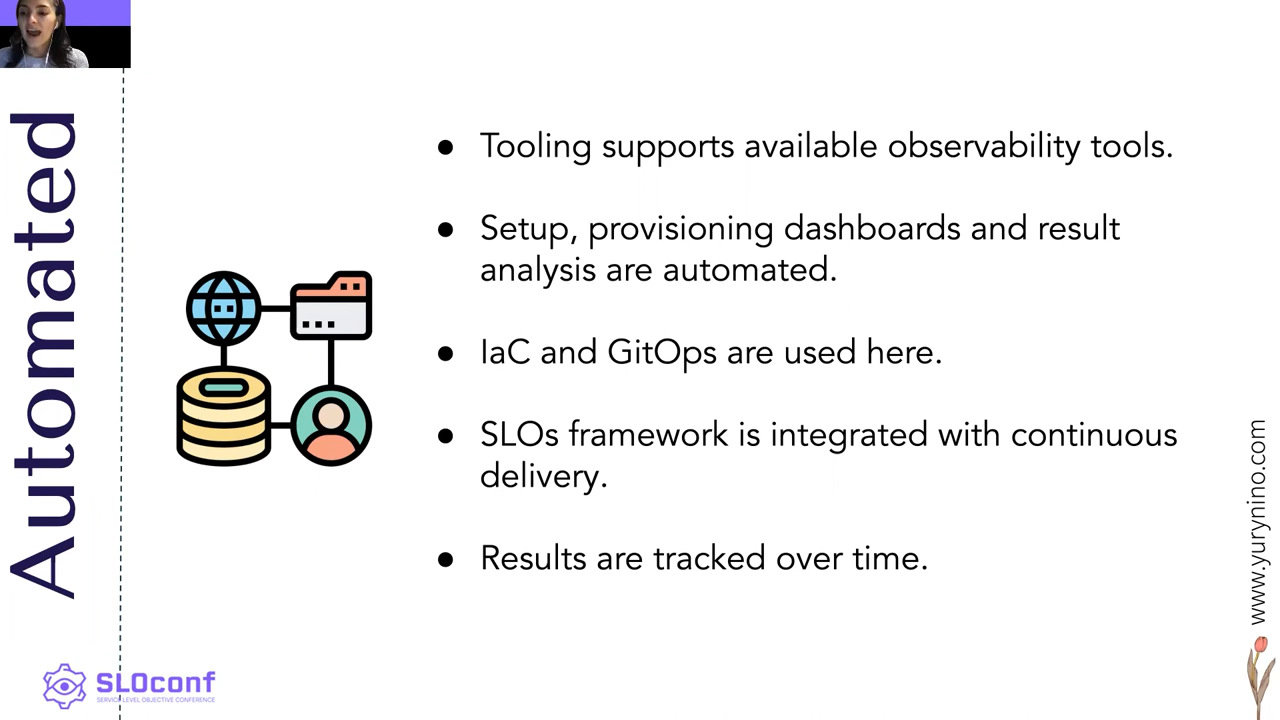 Automated
● Tooling supports available observability tools.
● Setup, provisioning dashboards and result
analysis are automated.
● IaC and GitOps are used here.
● SLOs framework is integrated with continuous
delivery.
● Results are tracked over time.
www.yurynino.com
SLOconf
SERVICE LEVEL OBJECTIVE CONFERENCE